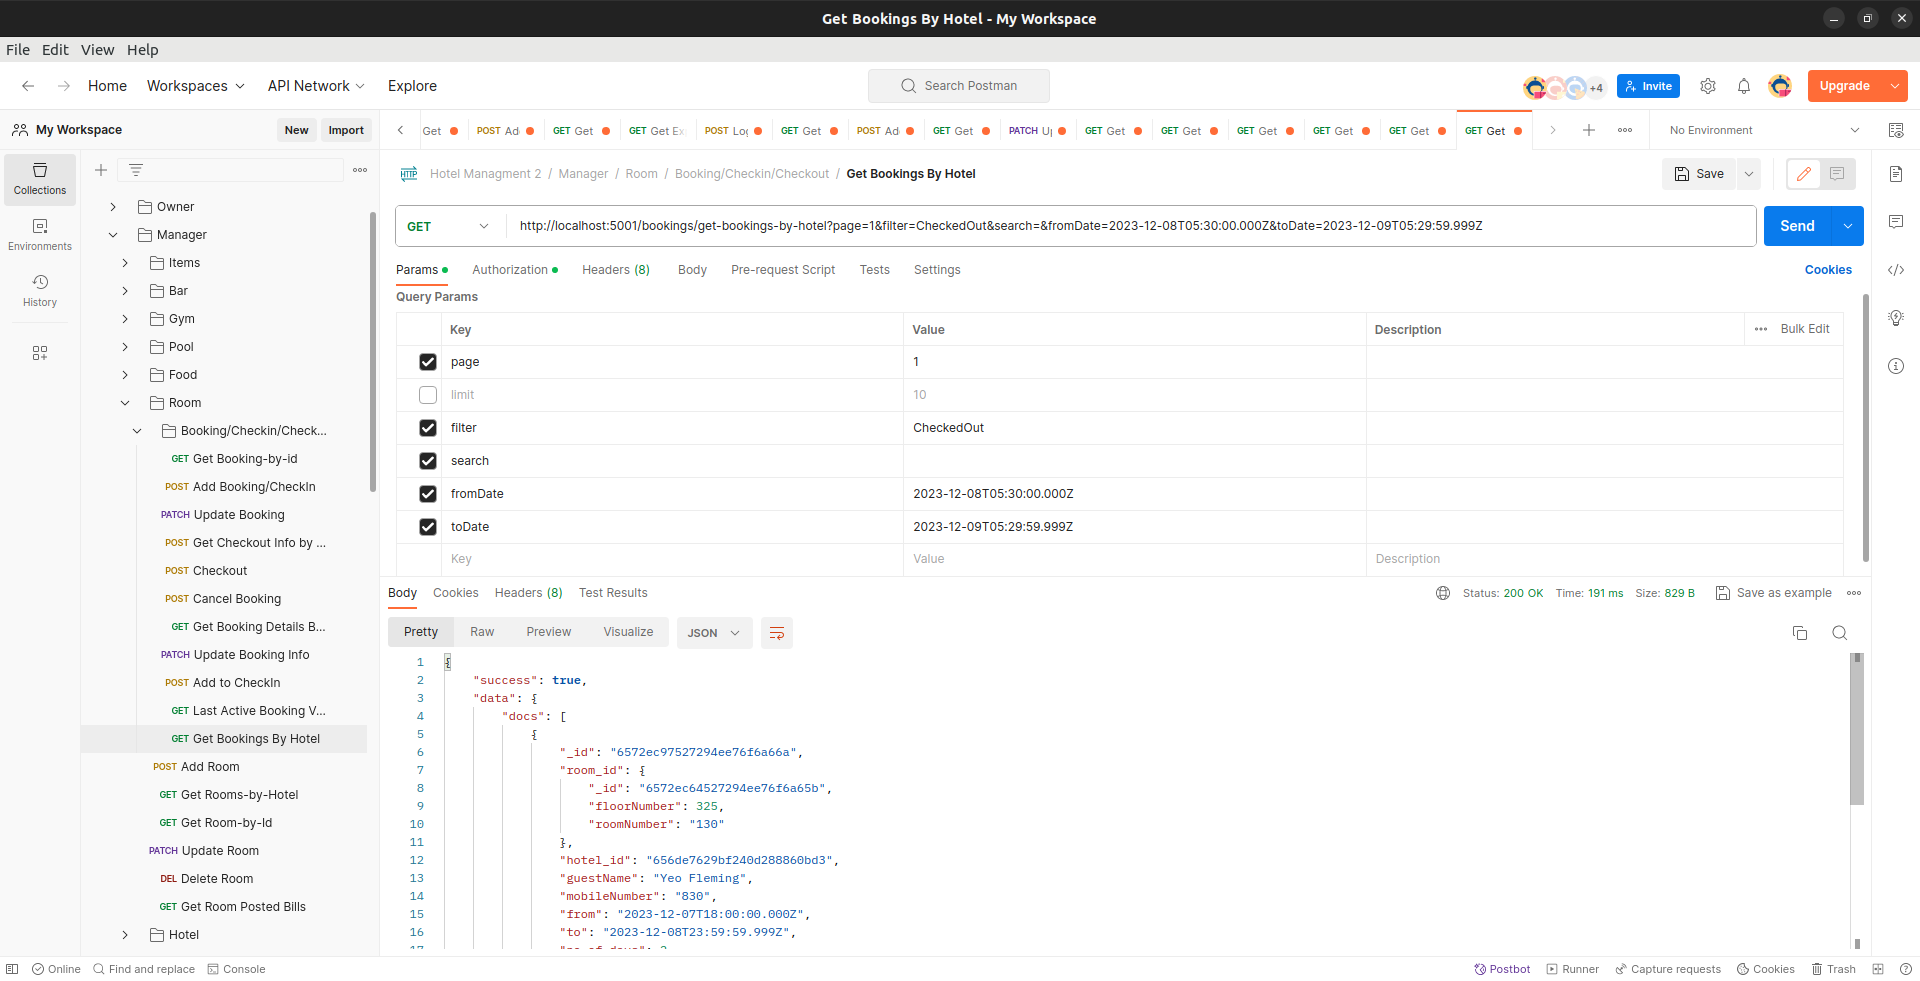 Get Bookings By Hotel - My Workspace
File Edit View Help
Home Workspaces API Network Explore
Search Postman
+4 Invite Upgrade
My Workspace New Import
Get POST Ad GET Get GET Get Ex POST Log GET Get POST Ad GET Get PATCH U GET Get GET Get GET Get GET Get GET Get GET Get
No Environment
Collections
Environments
History
Owner
Manager
Items
Bar
Gym
Pool
Food
Room
Booking/Checkin/Check...
GET Get Booking-by-id
POST Add Booking/CheckIn
PATCH Update Booking
POST Get Checkout Info by ...
POST Checkout
POST Cancel Booking
GET Get Booking Details B...
PATCH Update Booking Info
POST Add to CheckIn
GET Last Active Booking V...
GET Get Bookings By Hotel
POST Add Room
GET Get Rooms-by-Hotel
GET Get Room-by-Id
PATCH Update Room
DEL Delete Room
GET Get Room Posted Bills
Hotel
HTTP Hotel Managment 2 / Manager / Room / Booking/Checkin/Checkout / Get Bookings By Hotel
Save
GET http://localhost:5001/bookings/get-bookings-by-hotel?page=1&filter=CheckedOut&search=&fromDate=2023-12-08T05:30:00.000Z&toDate=2023-12-09T05:29:59.999Z
Send
Params Authorization Headers (8) Body Pre-request Script Tests Settings
Cookies
Query Params
Key Value Description Bulk Edit
page 1
limit 10
filter CheckedOut
search
fromDate 2023-12-08T05:30:00.000Z
toDate 2023-12-09T05:29:59.999Z
Key Value Description
Body Cookies Headers (8) Test Results
Status: 200 OK Time: 191 ms Size: 829 B Save as example
Pretty Raw Preview Visualize JSON
1 {
2 "success": true,
3 "data": {
4 "docs": [
5 {
6 "_id": "6572ec97527294ee76f6a66a",
7 "room_id": {
8 "_id": "6572ec64527294ee76f6a65b",
9 "floorNumber": 325,
10 "roomNumber": "130"
11 },
12 "hotel_id": "656de7629bf240d288860bd3",
13 "guestName": "Yeo Fleming",
14 "mobileNumber": "830",
15 "from": "2023-12-07T18:00:00.000Z",
16 "to": "2023-12-08T23:59:59.999Z",
Online Find and replace Console
Postbot Runner Capture requests Cookies Trash